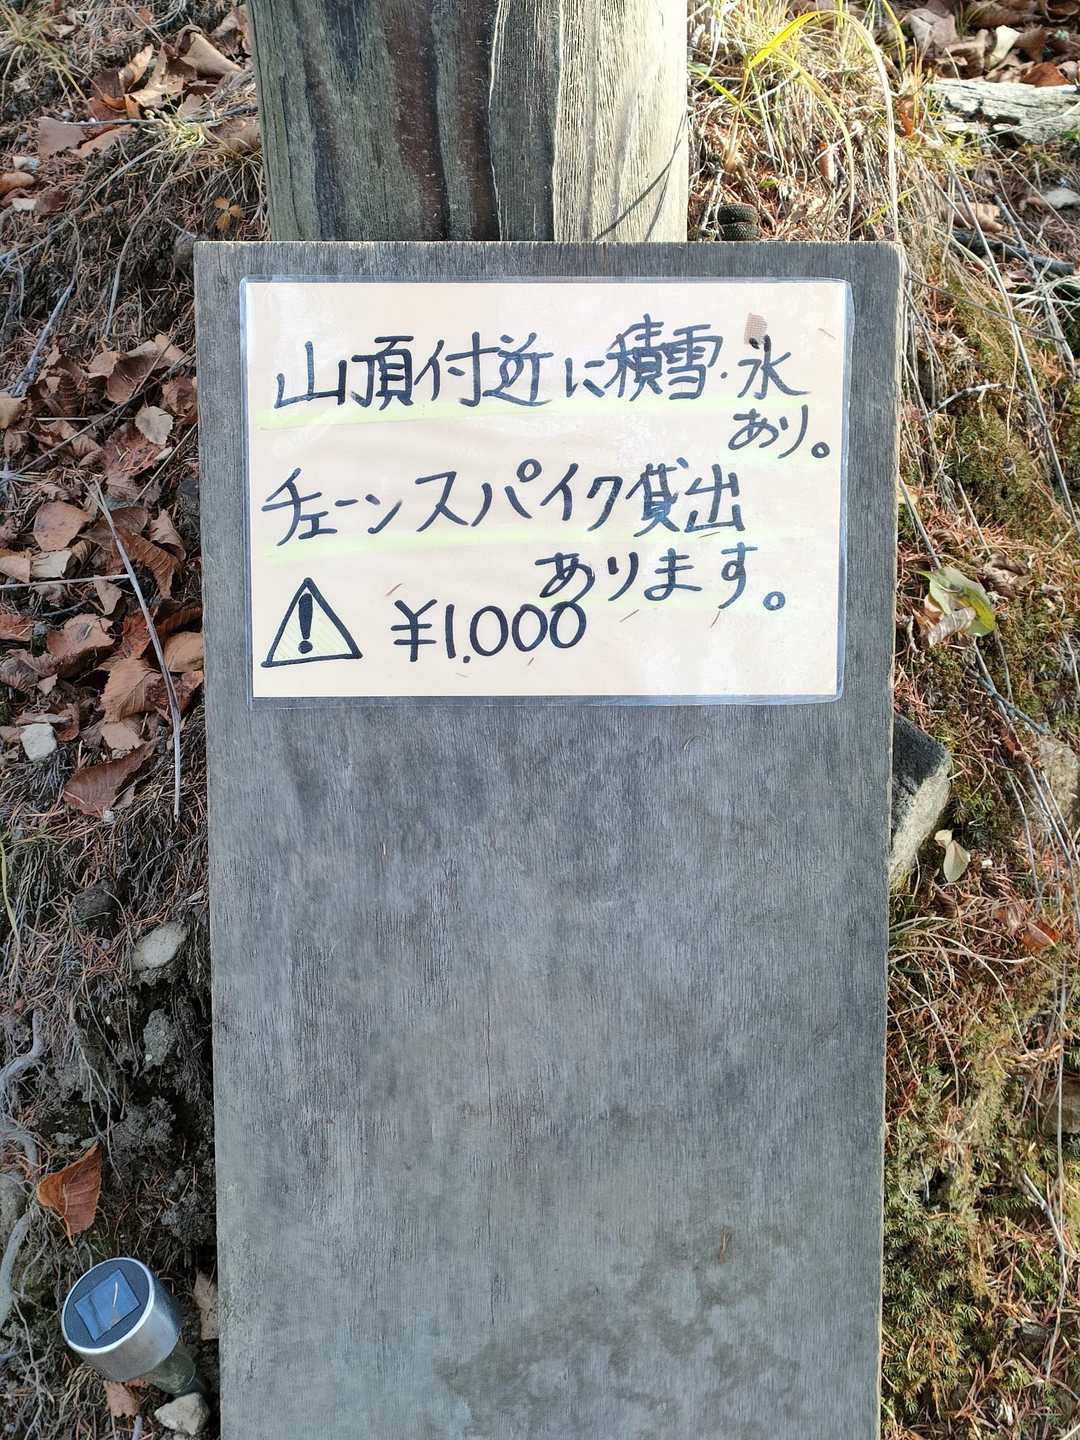 山頂付近に積雪・氷
あり。
チェーンスパイク貸出
あります。
¥1.000